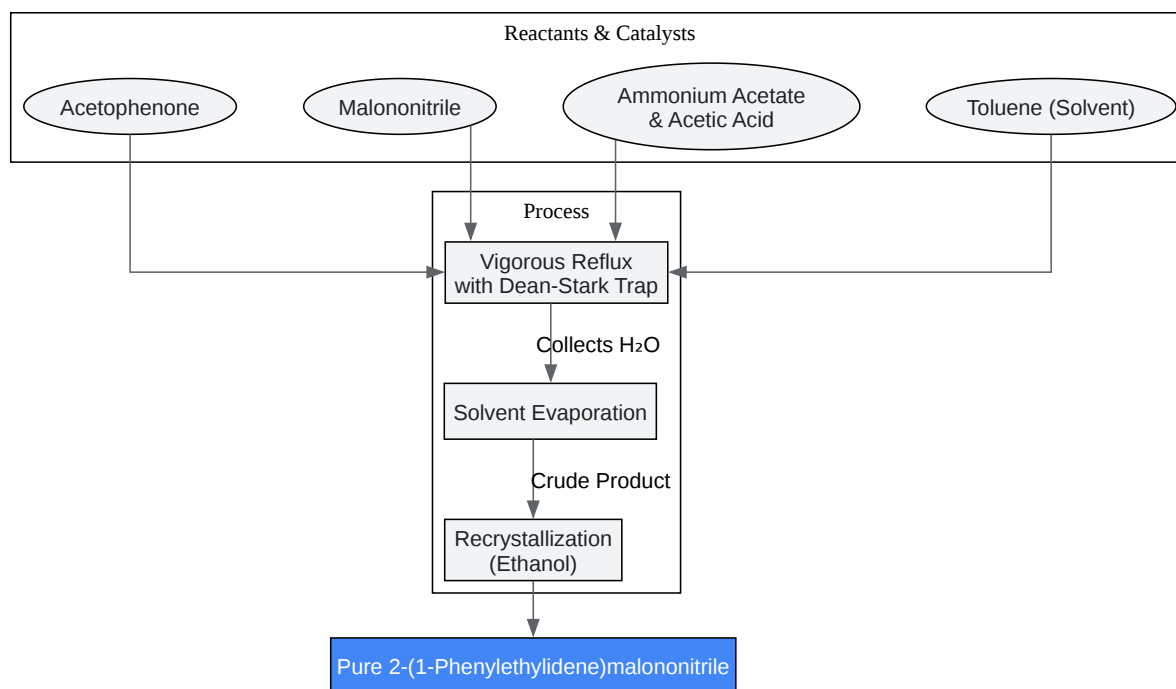 Reactants & Catalysts
Acetophenone
Malononitrile
Ammonium Acetate
& Acetic Acid
Toluene (Solvent)
Process
Vigorous Reflux
with Dean-Stark Trap
Collects H₂O
Solvent Evaporation
Crude Product
Recrystallization
(Ethanol)
Pure 2-(1-Phenylethylidene)malononitrile